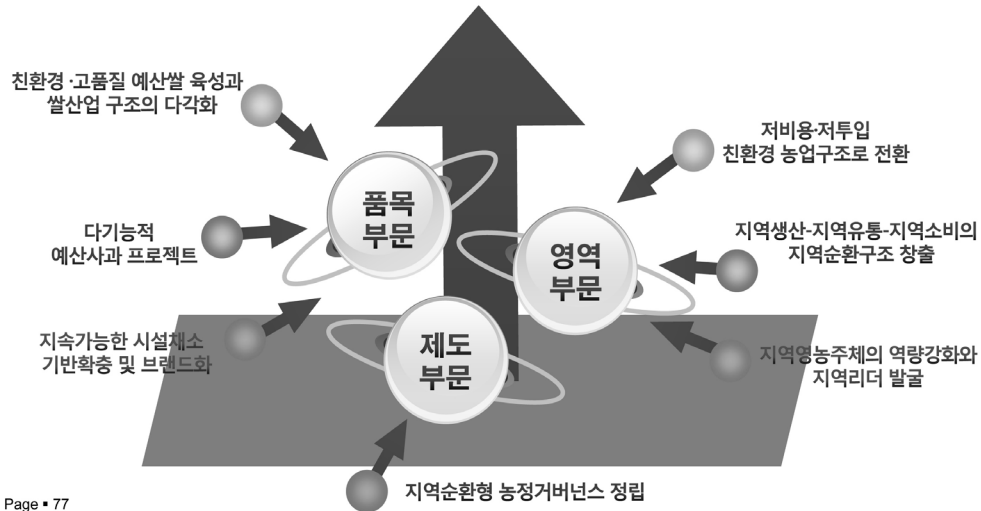 친환경·고품질 예산쌀 육성과
쌀산업 구조의 다각화
다기능적
예산사과 프로젝트
지속가능한 시설채소
기반확충 및 브랜드화
품목
부문
영역
부문
제도
부문
저비용·저투입
친환경 농업구조로 전환
지역생산-지역유통-지역소비의
지역순환구조 창출
지역영농주체의 역량강화와
지역리더 발굴
지역순환형 농정거버넌스 정립
Page ▪ 77